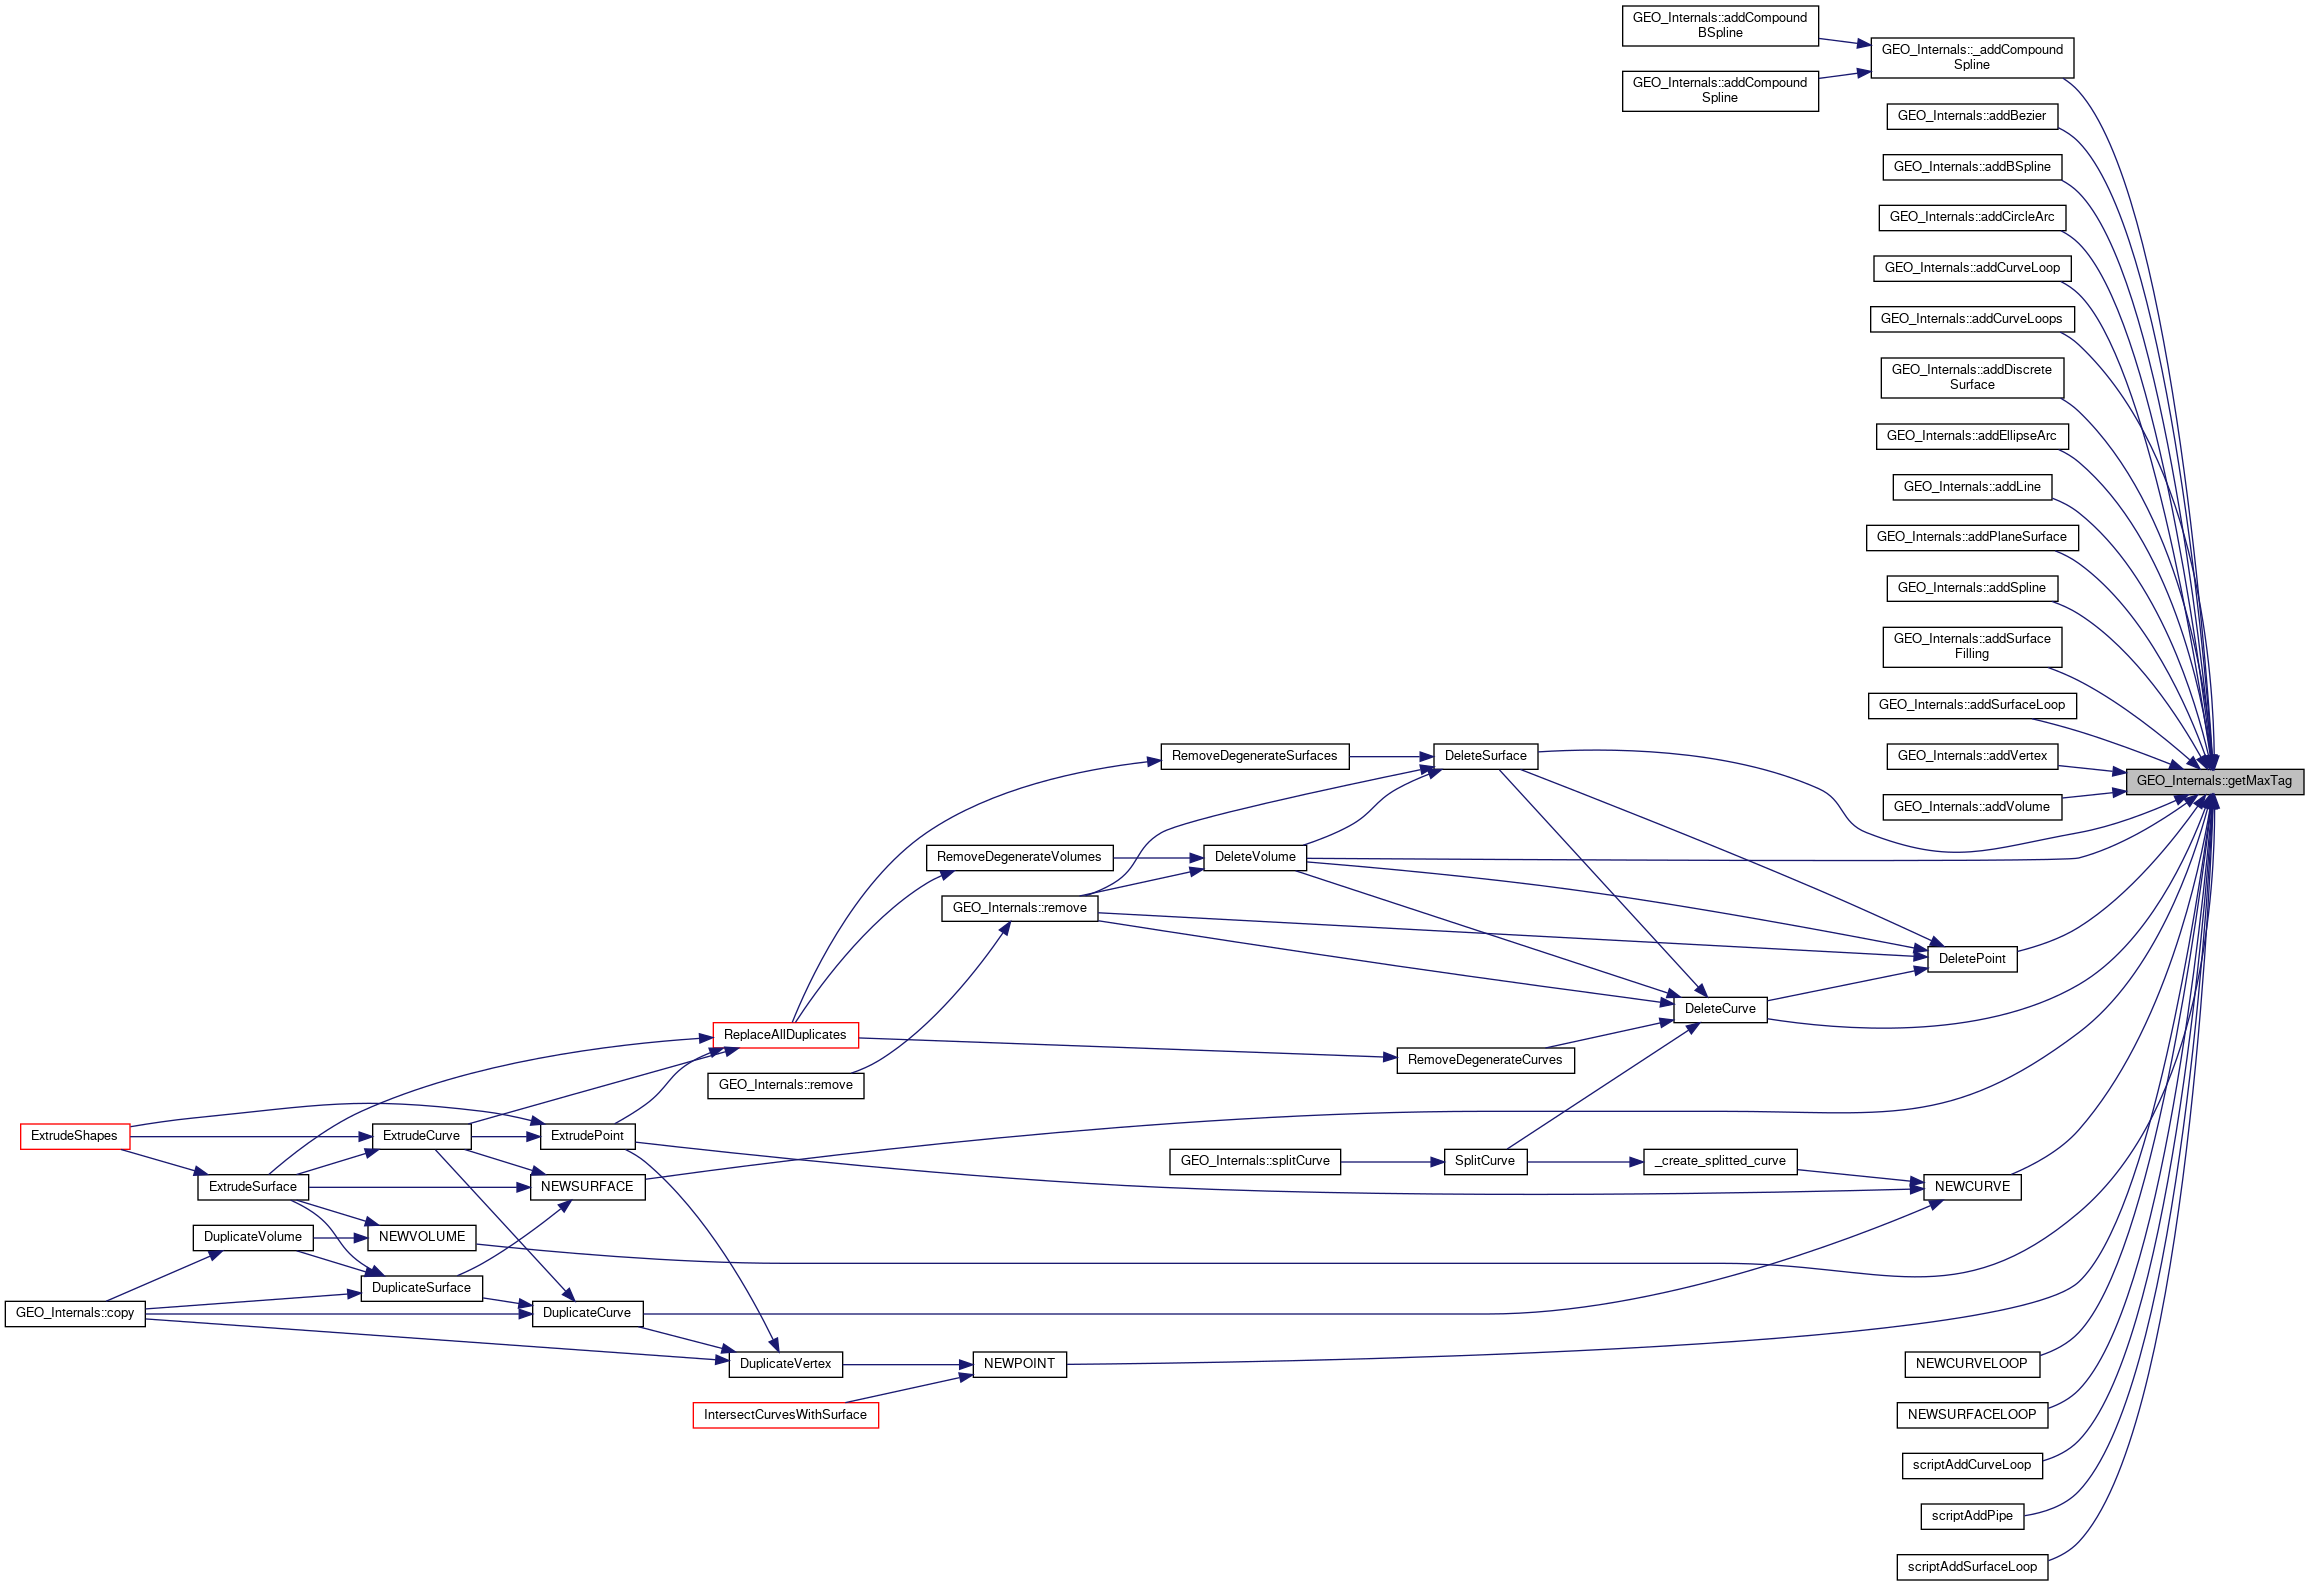 GEO_Internals::addCompound
BSpline
GEO_Internals::_addCompound
Spline
GEO_Internals::addCompound
Spline
GEO_Internals::addBezier
GEO_Internals::addBSpline
GEO_Internals::addCircleArc
GEO_Internals::addCurveLoop
GEO_Internals::addCurveLoops
GEO_Internals::addDiscrete
Surface
GEO_Internals::addEllipseArc
GEO_Internals::addLine
GEO_Internals::addPlaneSurface
GEO_Internals::addSpline
GEO_Internals::addSurface
Filling
GEO_Internals::addSurfaceLoop
RemoveDegenerateSurfaces
DeleteSurface
GEO_Internals::addVertex
GEO_Internals::getMaxTag
GEO_Internals::addVolume
RemoveDegenerateVolumes
DeleteVolume
GEO_Internals::remove
DeletePoint
DeleteCurve
ReplaceAllDuplicates
RemoveDegenerateCurves
GEO_Internals::remove
ExtrudeShapes
ExtrudeCurve
ExtrudePoint
GEO_Internals::splitCurve
SplitCurve
_create_splitted_curve
ExtrudeSurface
NEWSURFACE
NEWCURVE
DuplicateVolume
NEWVOLUME
DuplicateSurface
GEO_Internals::copy
DuplicateCurve
DuplicateVertex
NEWPOINT
NEWCURVELOOP
IntersectCurvesWithSurface
NEWSURFACELOOP
scriptAddCurveLoop
scriptAddPipe
scriptAddSurfaceLoop